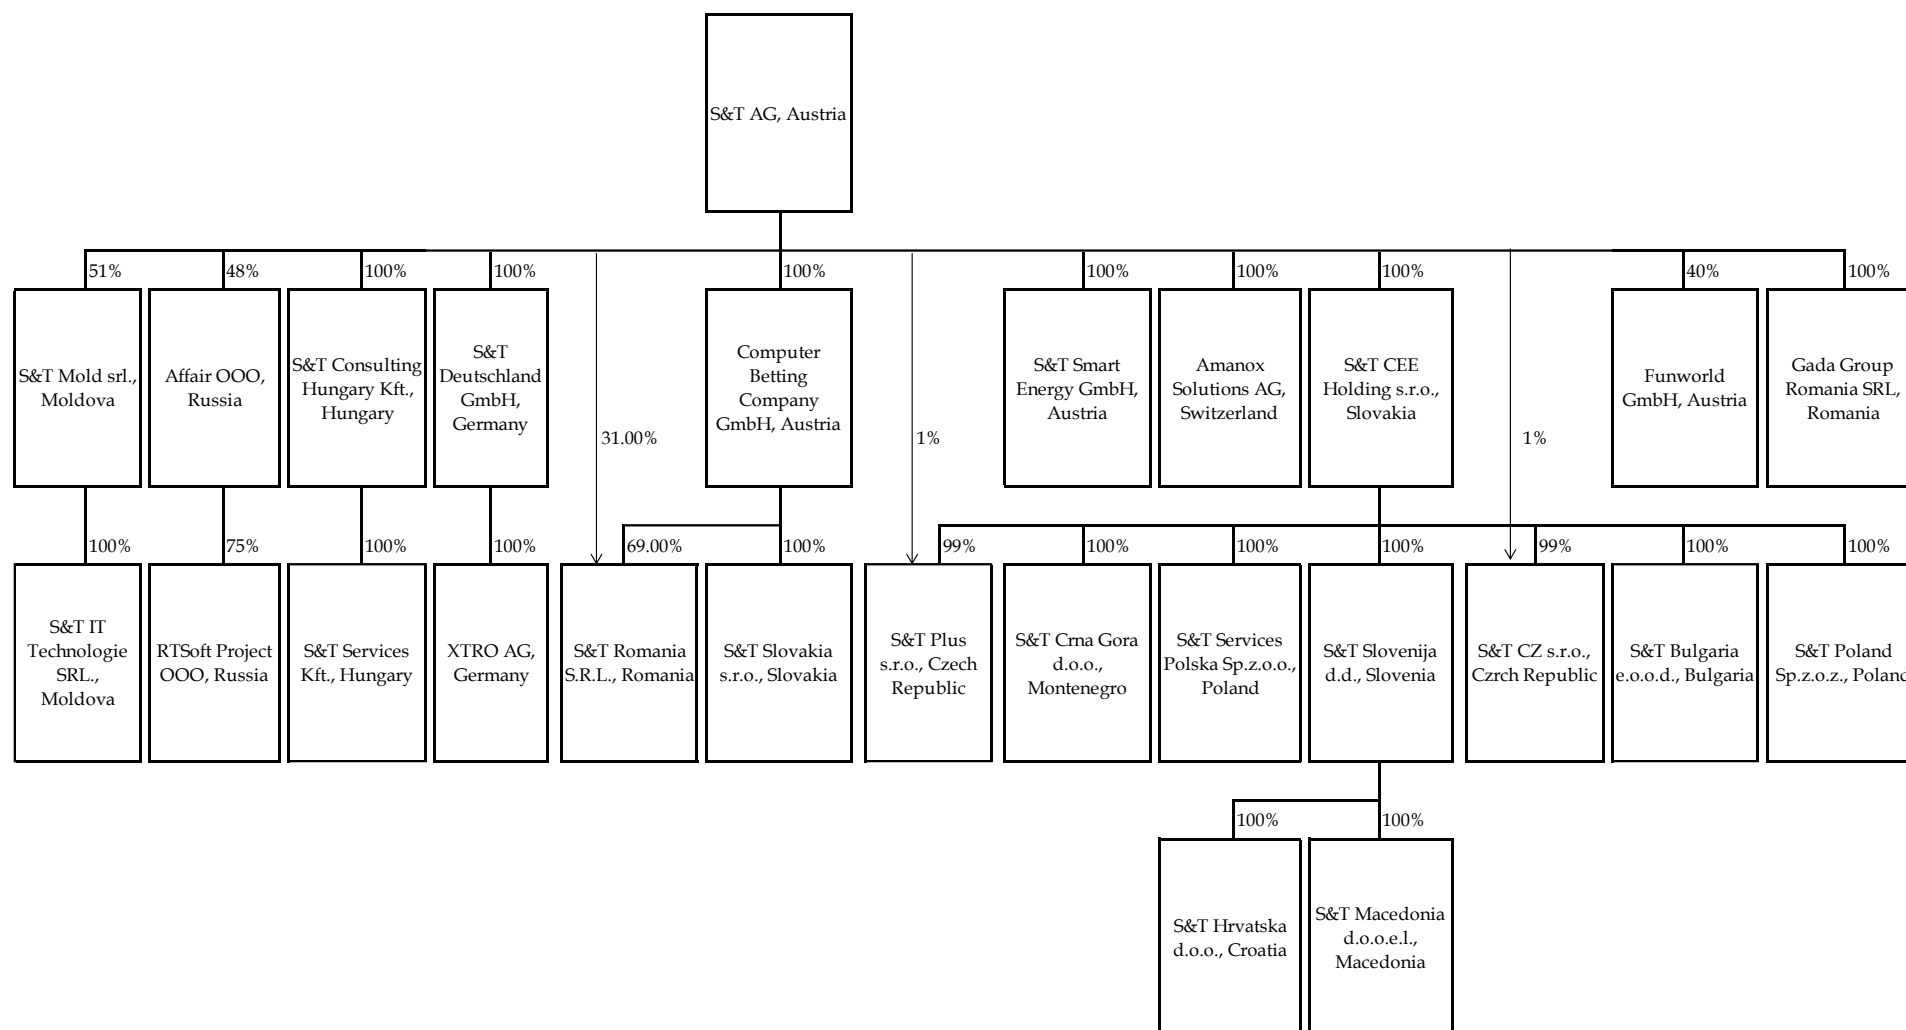 S&T AG, Austria
51%
48%
100%
100%
100%
100%
100%
100%
40%
100%
S&T Mold srl.,
Moldova
Affair OOO,
Russia
S&T Consulting
Hungary Kft.,
Hungary
S&T
Deutschland
GmbH,
Germany
31.00%
Computer
Betting
Company
GmbH, Austria
1%
S&T Smart
Energy GmbH,
Austria
Amanox
Solutions AG,
Switzerland
S&T CEE
Holding s.r.o.,
Slovakia
1%
Funworld
GmbH, Austria
Gada Group
Romania SRL,
Romania
100%
75%
100%
100%
69.00%
100%
99%
100%
100%
100%
99%
100%
100%
S&T IT
Technologie
SRL.,
Moldova
RTSoft Project
OOO, Russia
S&T Services
Kft., Hungary
XTRO AG,
Germany
S&T Romania
S.R.L., Romania
S&T Slovakia
s.r.o., Slovakia
S&T Plus
s.r.o., Czech
Republic
S&T Crna Gora
d.o.o.,
Montenegro
S&T Services
Polska Sp.z.o.o.,
Poland
S&T Slovenija
d.d., Slovenia
S&T CZ s.r.o.,
Czrch Republic
S&T Bulgaria
e.o.o.d., Bulgaria
S&T Poland
Sp.z.o.z., Poland
100%
100%
S&T Hrvatska
d.o.o., Croatia
S&T Macedonia
d.o.o.e.l.,
Macedonia